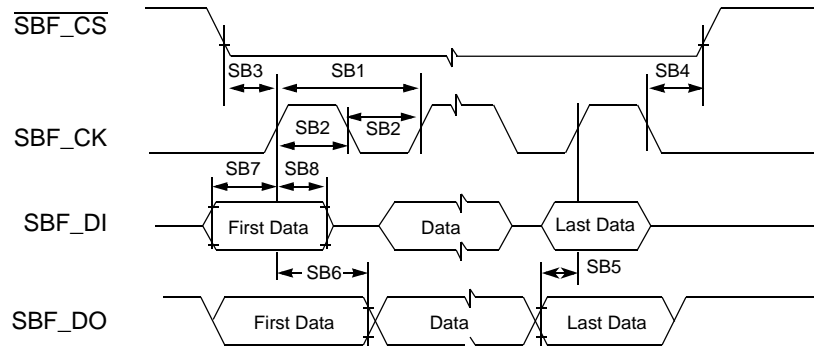 SBF_CS
SB3 SB1 SB4
SBF_CK SB2 SB2
SB7 SB8
SBF_DI First Data Data Last Data
SB6 SB5
SBF_DO First Data Data Last Data